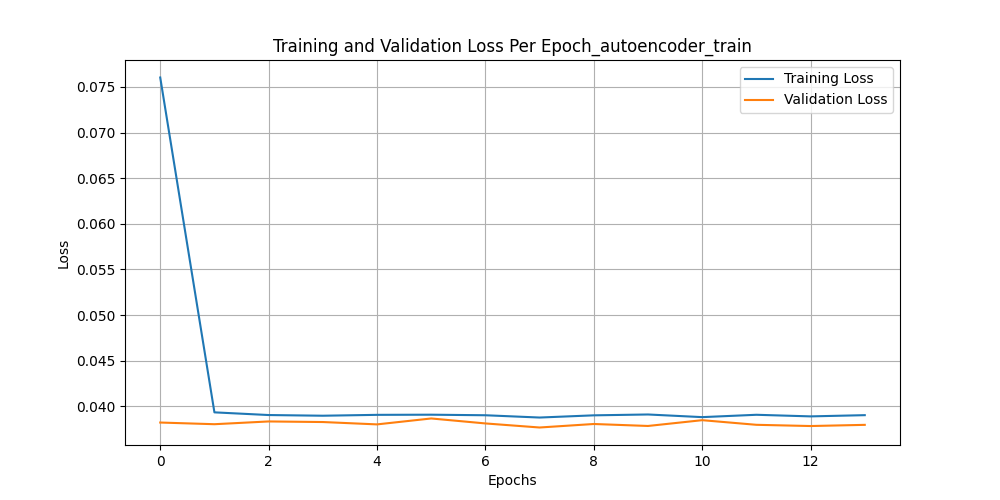 Training and Validation Loss Per Epoch_autoencoder_train
Training Loss
Validation Loss
0.075
0.070
0.065
0.060
0.055
0.050
0.045
0.040
Loss
0 2 4 6 8 10 12
Epochs